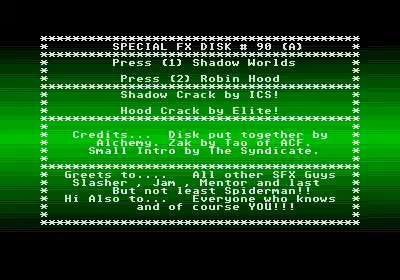 ****************************************
* SPECIAL FX DISK # 90 (A) *
****************************************
* Press (1) Shadow Worlds *
* *
* Press (2) Robin Hood *
****************************************
* Shadow Crack by ICS! *
* *
* Hood Crack by Elite! *
****************************************
* *
* Credits... Disk put together by *
* Alchemy. Zak by Tao of ACF. *
* Small Intro by The Syndicate. *
* *
****************************************
* Greets to.... All other SFX Guys *
* Slasher , Jam , Mentor and last *
* But not least Spiderman!! *
* Hi Also to... Everyone who knows *
* and of course YOU!!! *
****************************************